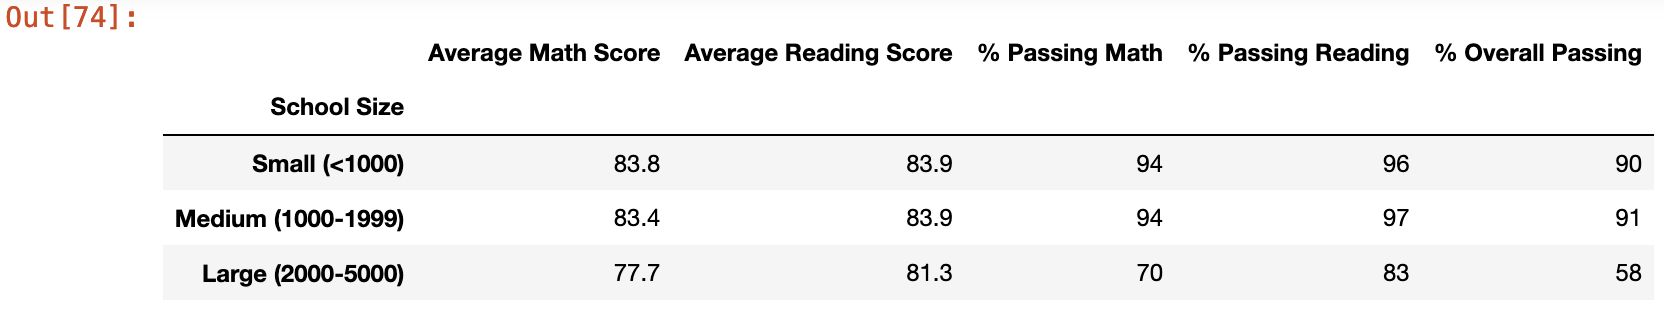 Out[74]:
Average Math Score Average Reading Score % Passing Math % Passing Reading % Overall Passing
School Size
Small (<1000) 83.8 83.9 94 96 90
Medium (1000-1999) 83.4 83.9 94 97 91
Large (2000-5000) 77.7 81.3 70 83 58